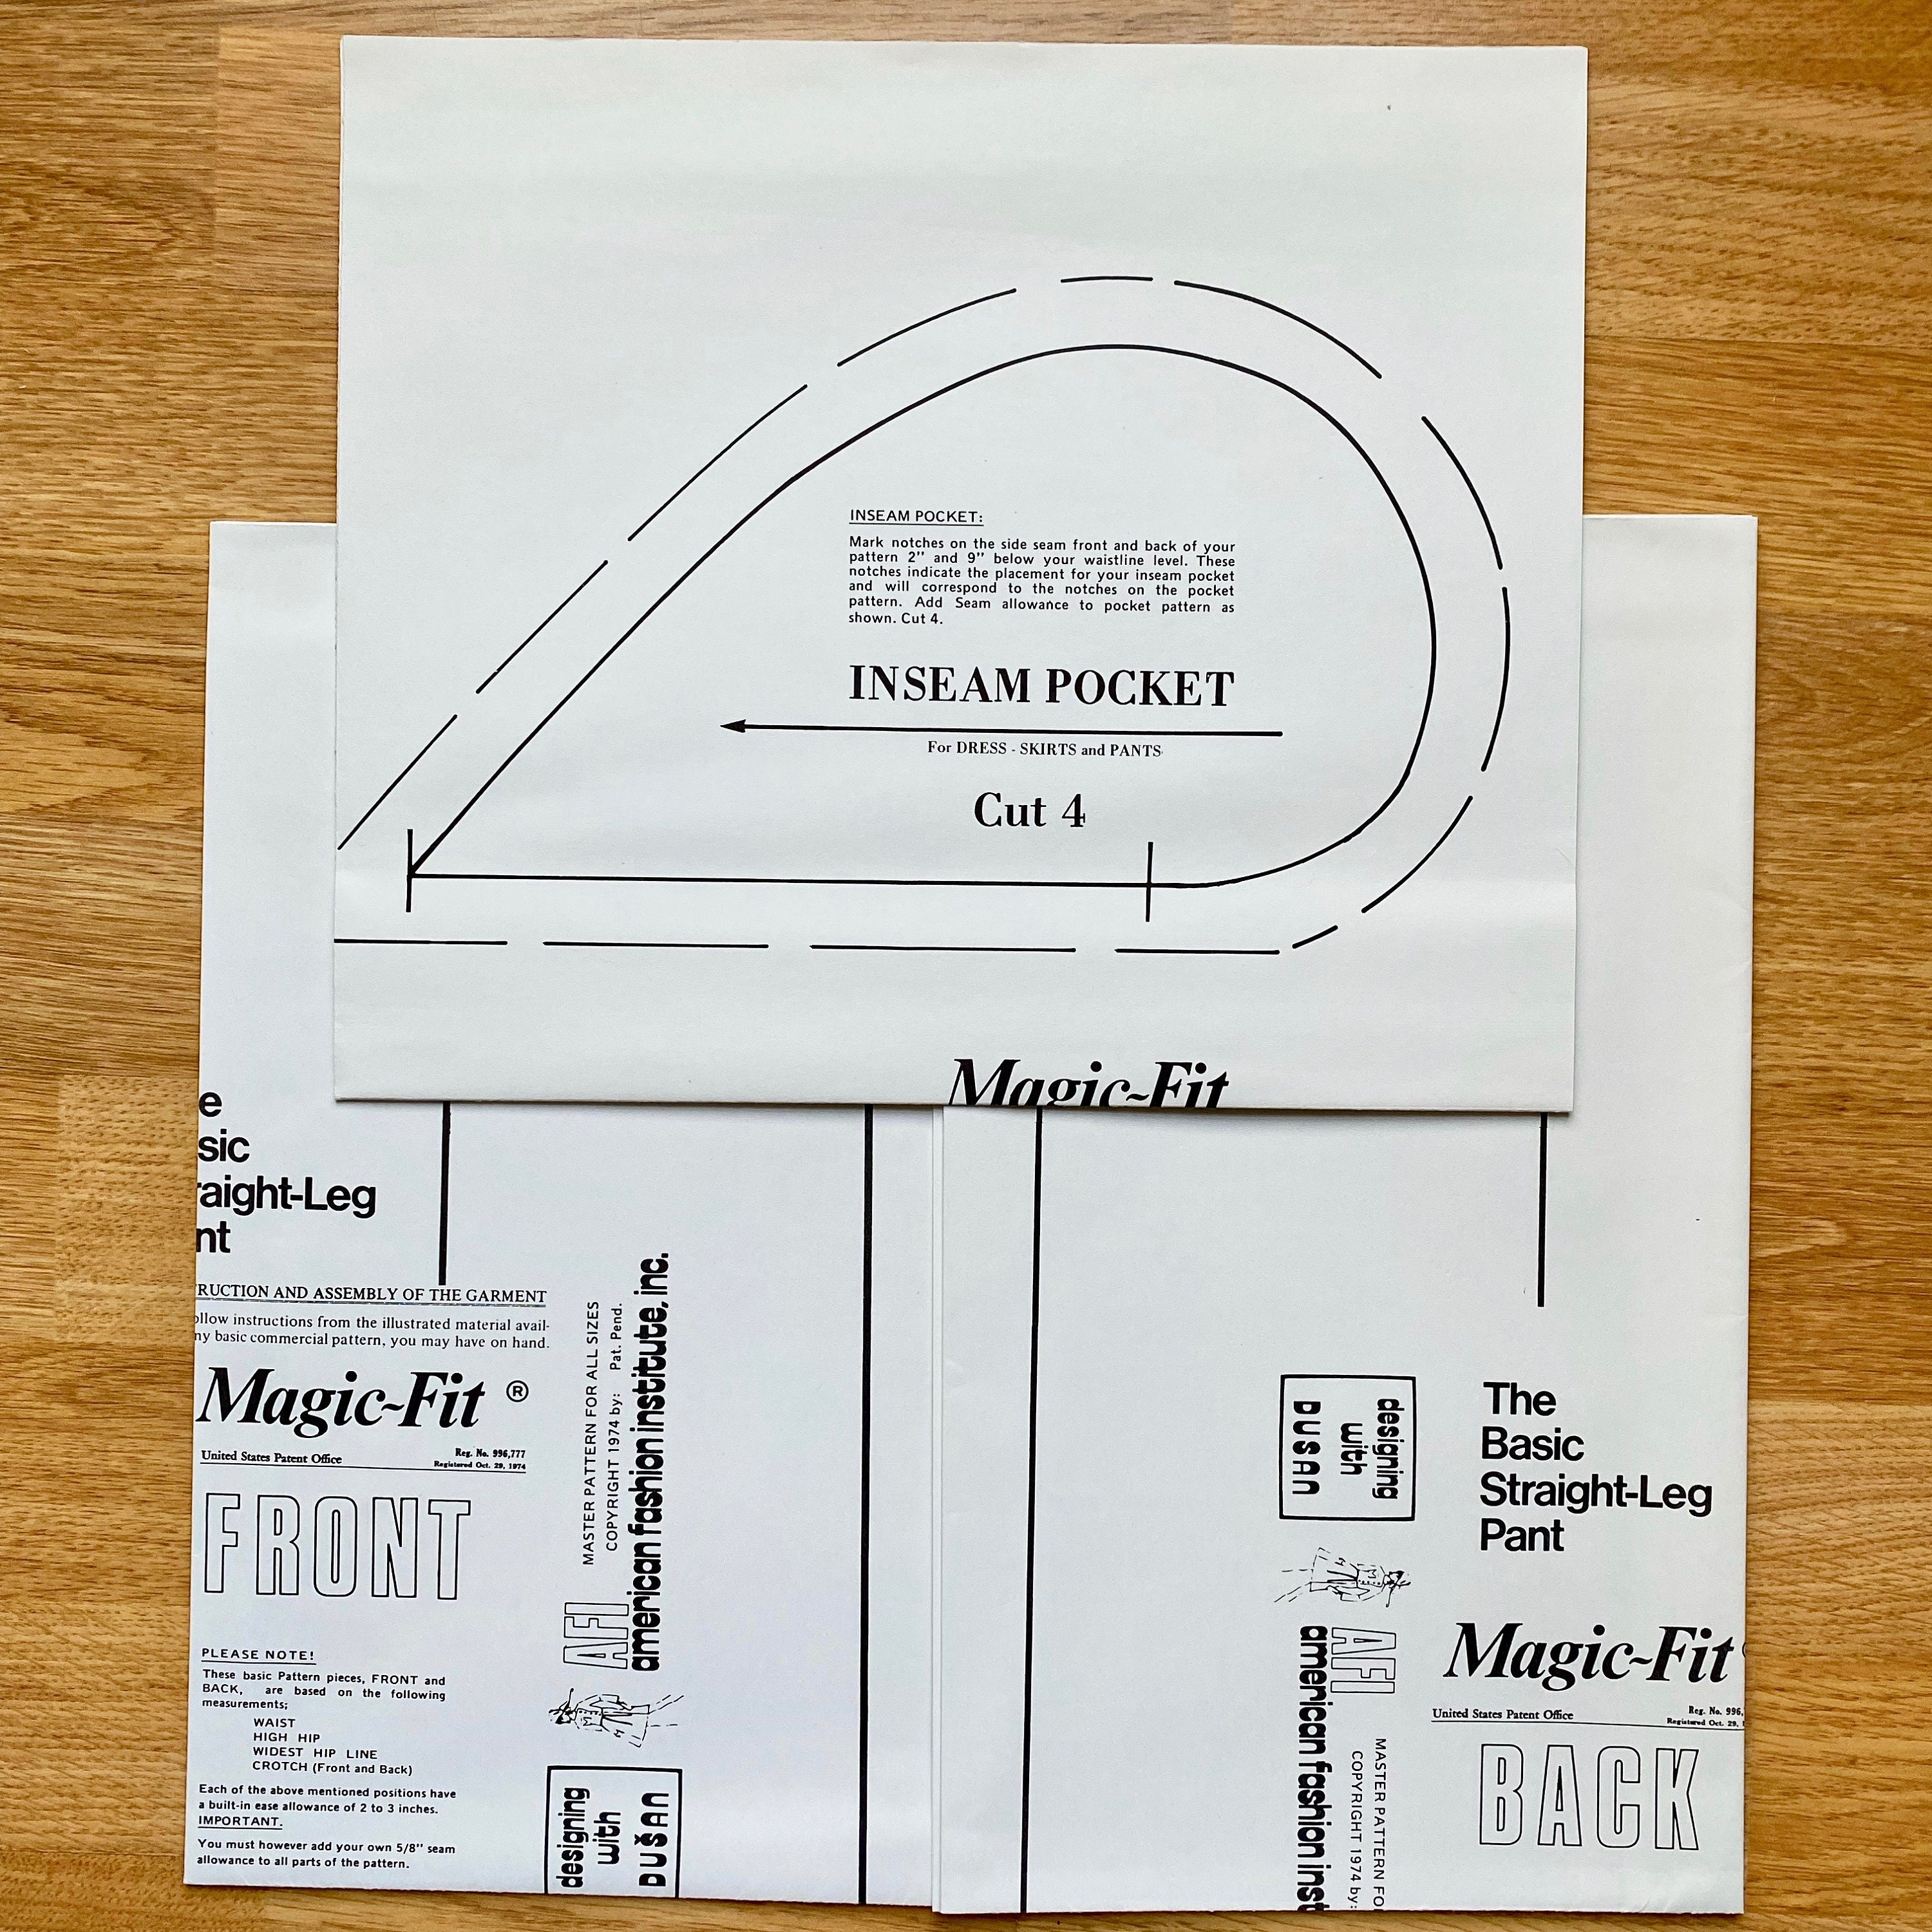 INSEAM POCKET:
Mark notches on the side seam front and back of your
pattern 2" and 9" below your waistline level. These
notches indicate the placement for your inseam pocket
and will correspond to the notches on the pocket
pattern. Add Seam allowance to pocket pattern as
shown. Cut 4.
INSEAM POCKET
For DRESS - SKIRTS and PANTS
Cut 4
Magic~Fit
e
sic
raight-Leg
nt
RUCTION AND ASSEMBLY OF THE GARMENT
ollow instructions from the illustrated material avail-
ny basic commercial pattern, you may have on hand.
Magic~Fit ®
United States Patent Office
Reg. No. 996,777
Registered Oct. 29, 1974
FRONT
PLEASE NOTE!
These basic Pattern pieces, FRONT and
BACK, are based on the following
measurements;
WAIST
HIGH HIP
WIDEST HIP LINE
CROTCH (Front and Back)
Each of the above mentioned positions have
a built-in ease allowance of 2 to 3 inches.
IMPORTANT.
You must however add your own 5/8" seam
allowance to all parts of the pattern.
MASTER PATTERN FOR ALL SIZES
COPYRIGHT 1974 by: Pat. Pend.
AFI
american fashion institute, inc.
designing
with
DUŠAN
designing
with
DUSAN
AFI
american fashion inst
MASTER PATTERN FO
COPYRIGHT 1974 by:
The
Basic
Straight-Leg
Pant
Magic~Fit
United States Patent Office
Reg. No. 996,
Registered Oct. 29,
BACK